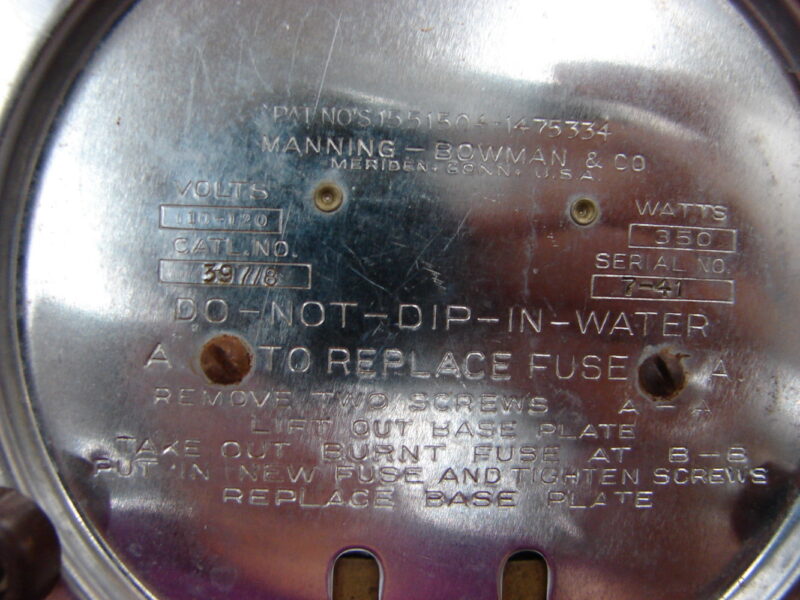 PAT NO'S 1551504-1475334
MANNING-BOWMAN & CO
MERIDEN, CONN, U.S.A.
VOLTS
110-120
WATTS
350
CATL. NO.
397/8
SERIAL NO.
7-41
DO-NOT-DIP-IN-WATER
A TO REPLACE FUSE A
REMOVE TWO SCREWS A-A
LIFT OUT BASE PLATE
TAKE OUT BURNT FUSE AT B-B
PUT IN NEW FUSE AND TIGHTEN SCREWS
REPLACE BASE PLATE